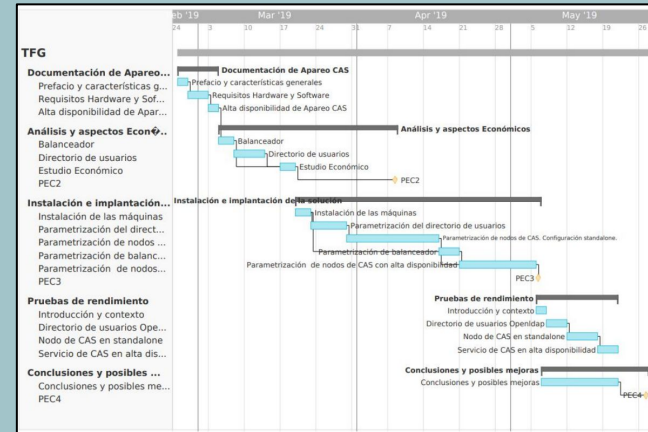 eb '19 Mar '19 Apr '19 May '19
24 3 10 17 24 31 7 14 21 28 5 12 19 26
TFG
Documentación de Apareo... Documentación de Apareo CAS
Prefacio y características g... Prefacio y características generales
Requisitos Hardware y Sof... Requisitos Hardware y Software
Alta disponibilidad de Apar... Alta disponibilidad de Apareo CAS
Análisis y aspectos Econ�.. Análisis y aspectos Económicos
Balanceador Balanceador
Directorio de usuarios Directorio de usuarios
Estudio Económico Estudio Económico
PEC2 PEC2
Instalación e implantación... Instalación e implantación de la solución
Instalación de las máquinas Instalación de las máquinas
Parametrización del direct... Parametrización del directorio de usuarios
Parametrización de nodos ... Parametrización de nodos de CAS. Configuración standalone.
Parametrización de balanc... Parametrización de balanceador
Parametrización de nodos... Parametrización de nodos de CAS con alta disponibilidad
PEC3 PEC3
Pruebas de rendimiento Pruebas de rendimiento
Introducción y contexto Introducción y contexto
Directorio de usuarios Ope... Directorio de usuarios Openldap
Nodo de CAS en standalone Nodo de CAS en standalone
Servicio de CAS en alta dis... Servicio de CAS en alta disponibilidad
Conclusiones y posibles ... Conclusiones y posibles mejoras
Conclusiones y posibles me... Conclusiones y posibles mejoras
PEC4 PEC4